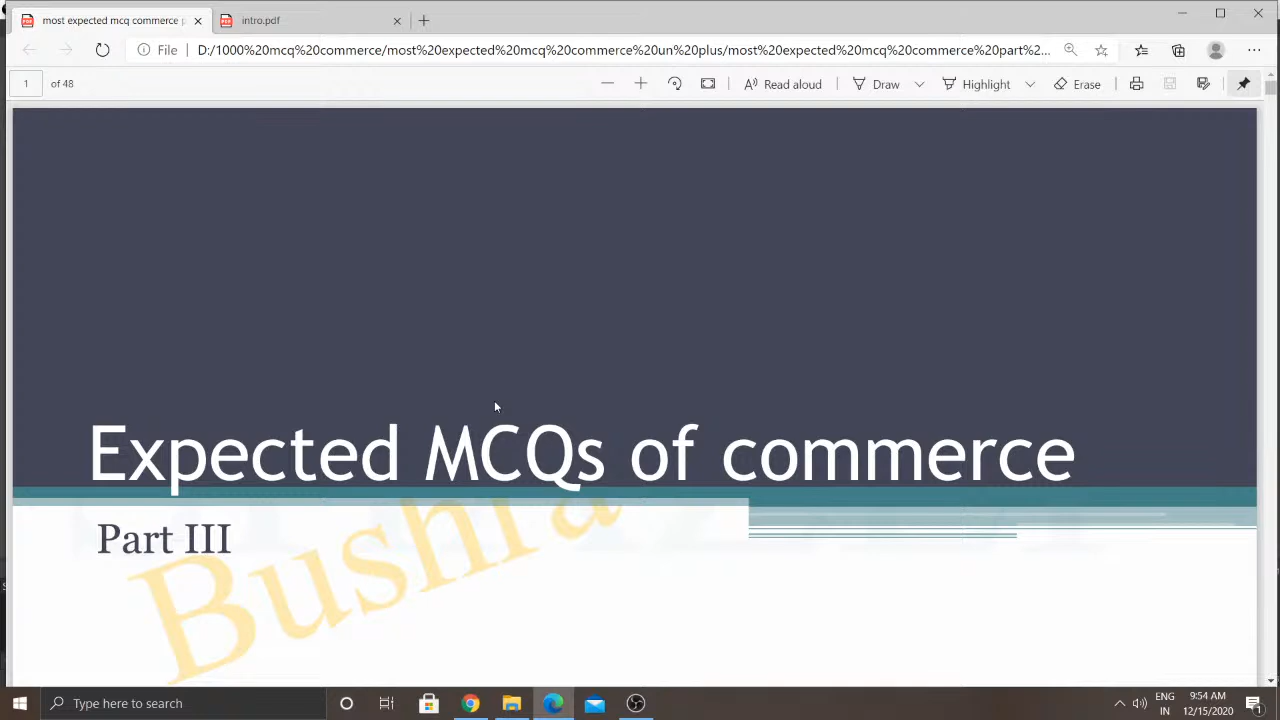 most expected mcq commerce p
intro.pdf
File
D:/1000%20mcq%20commerce/most%20expected%20mcq%20commerce%20un%20plus/most%20expected%20mcq%20commerce%20part%2...
1 of 48
Read aloud
Draw
Highlight
Erase
Expected MCQs of commerce
Part III
Bushra
Type here to search
ENG
IN
9:54 AM
12/15/2020
1